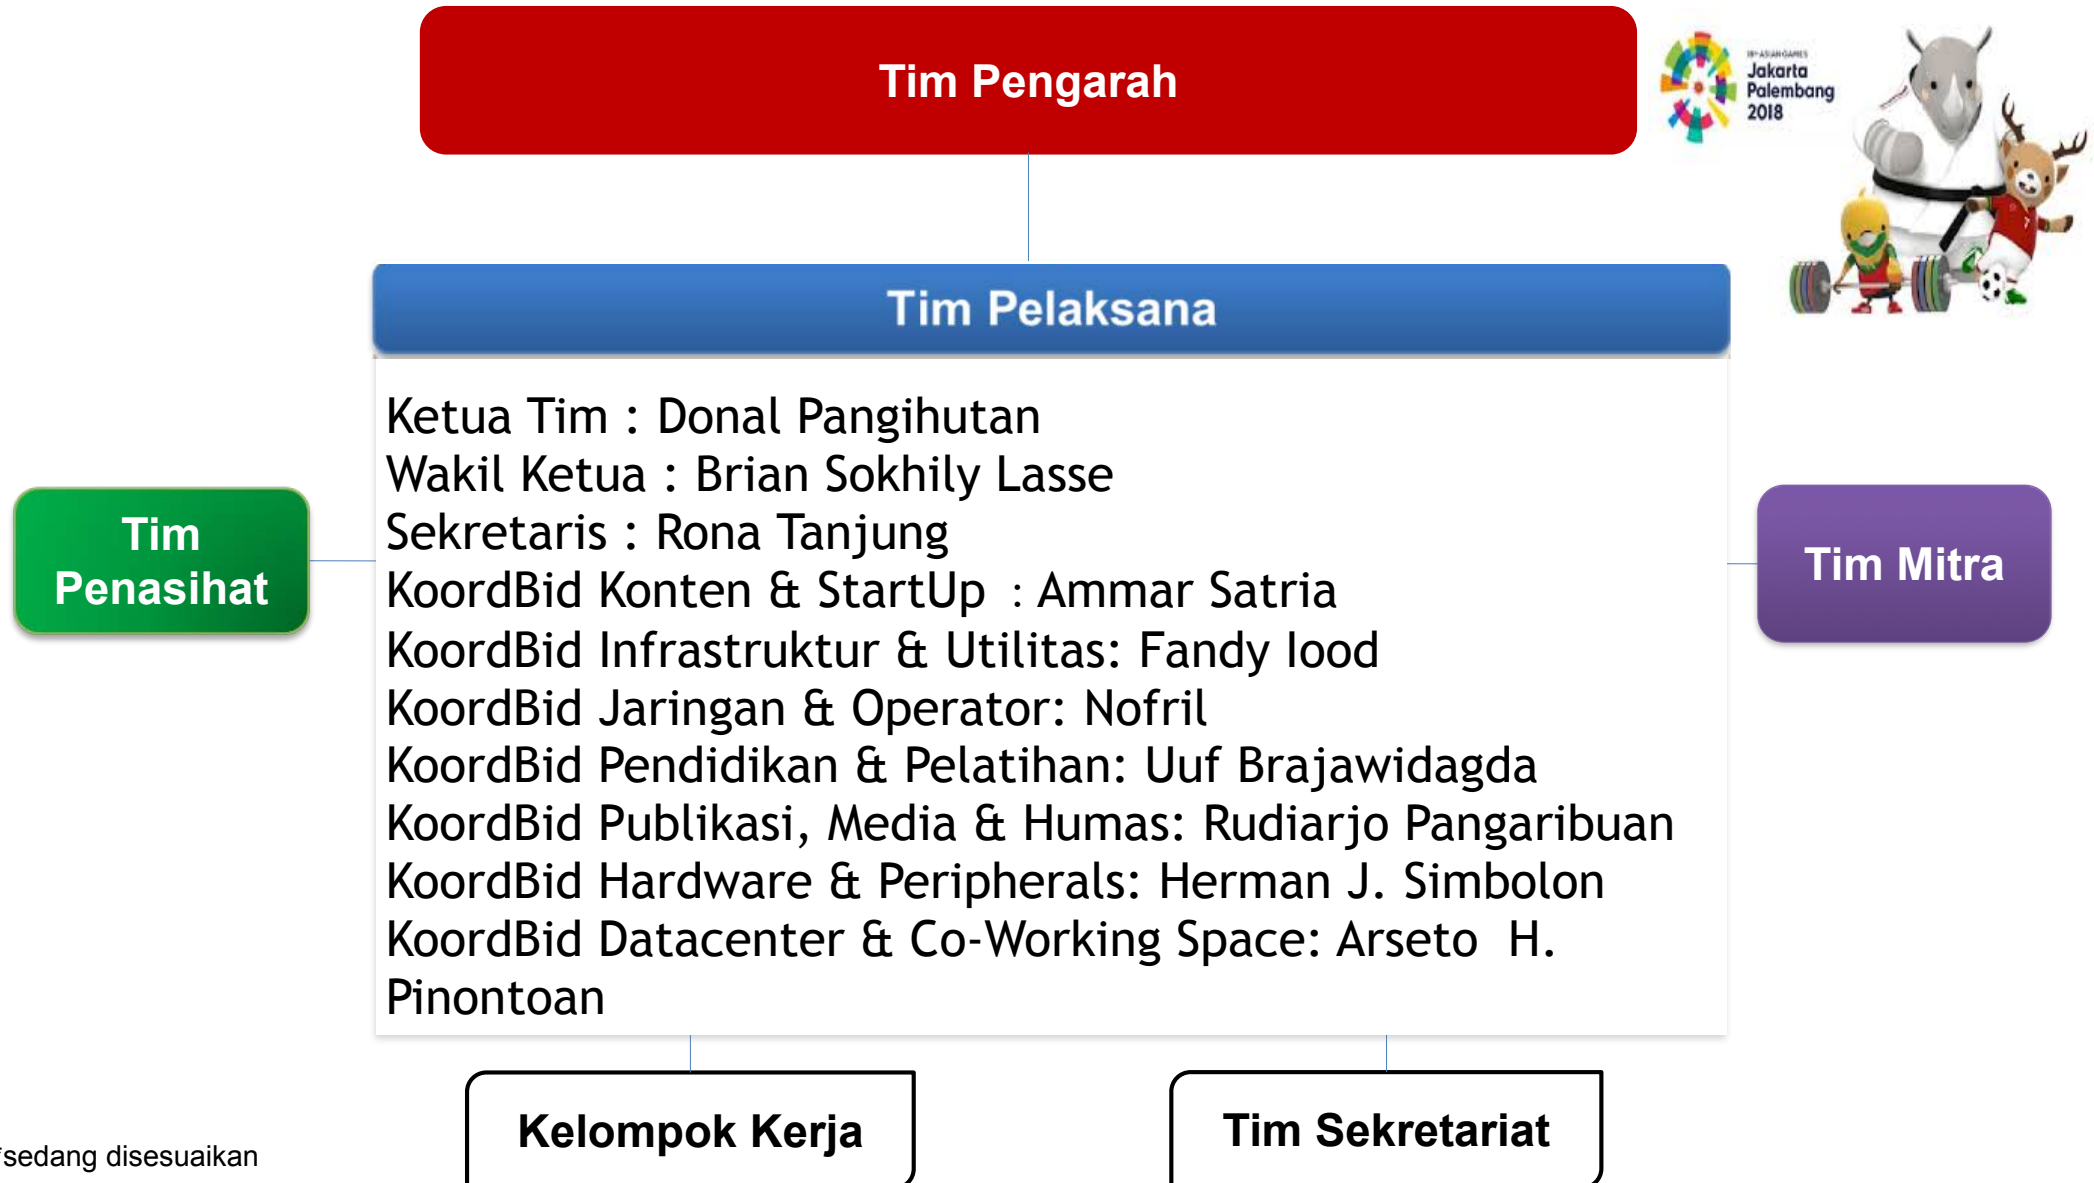 Tim Pengarah
18th ASIAN GAMES
Jakarta
Palembang
2018
Tim Pelaksana
Ketua Tim : Donal Pangihutan
Wakil Ketua : Brian Sokhily Lasse
Sekretaris : Rona Tanjung
KoordBid Konten & StartUp : Ammar Satria
KoordBid Infrastruktur & Utilitas: Fandy Iood
KoordBid Jaringan & Operator: Nofril
KoordBid Pendidikan & Pelatihan: Uuf Brajawidagda
KoordBid Publikasi, Media & Humas: Rudiarjo Pangaribuan
KoordBid Hardware & Peripherals: Herman J. Simbolon
KoordBid Datacenter & Co-Working Space: Arseto H.
Pinontoan
Tim
Penasihat
Tim Mitra
Kelompok Kerja
Tim Sekretariat
*sedang disesuaikan